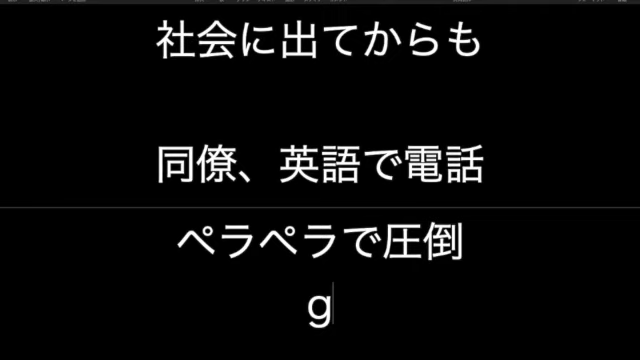 社会に出てからも
同僚、英語で電話
ペラペラで圧倒
g